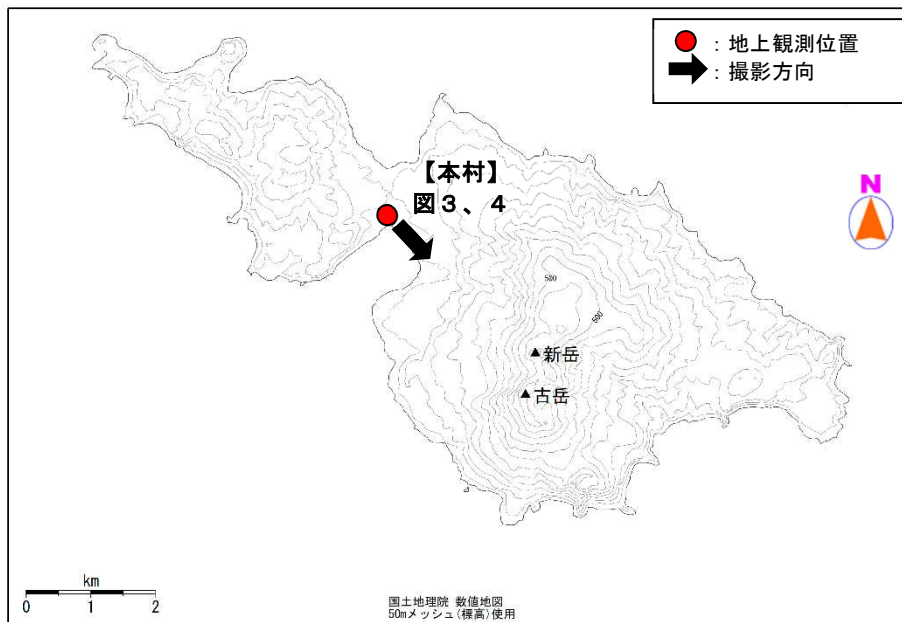 ：地上観測位置
：撮影方向
【本村】
図３、４
N
500
500
▲新岳
▲古岳
km
0 1 2
国土地理院 数値地図
50mメッシュ(標高)使用